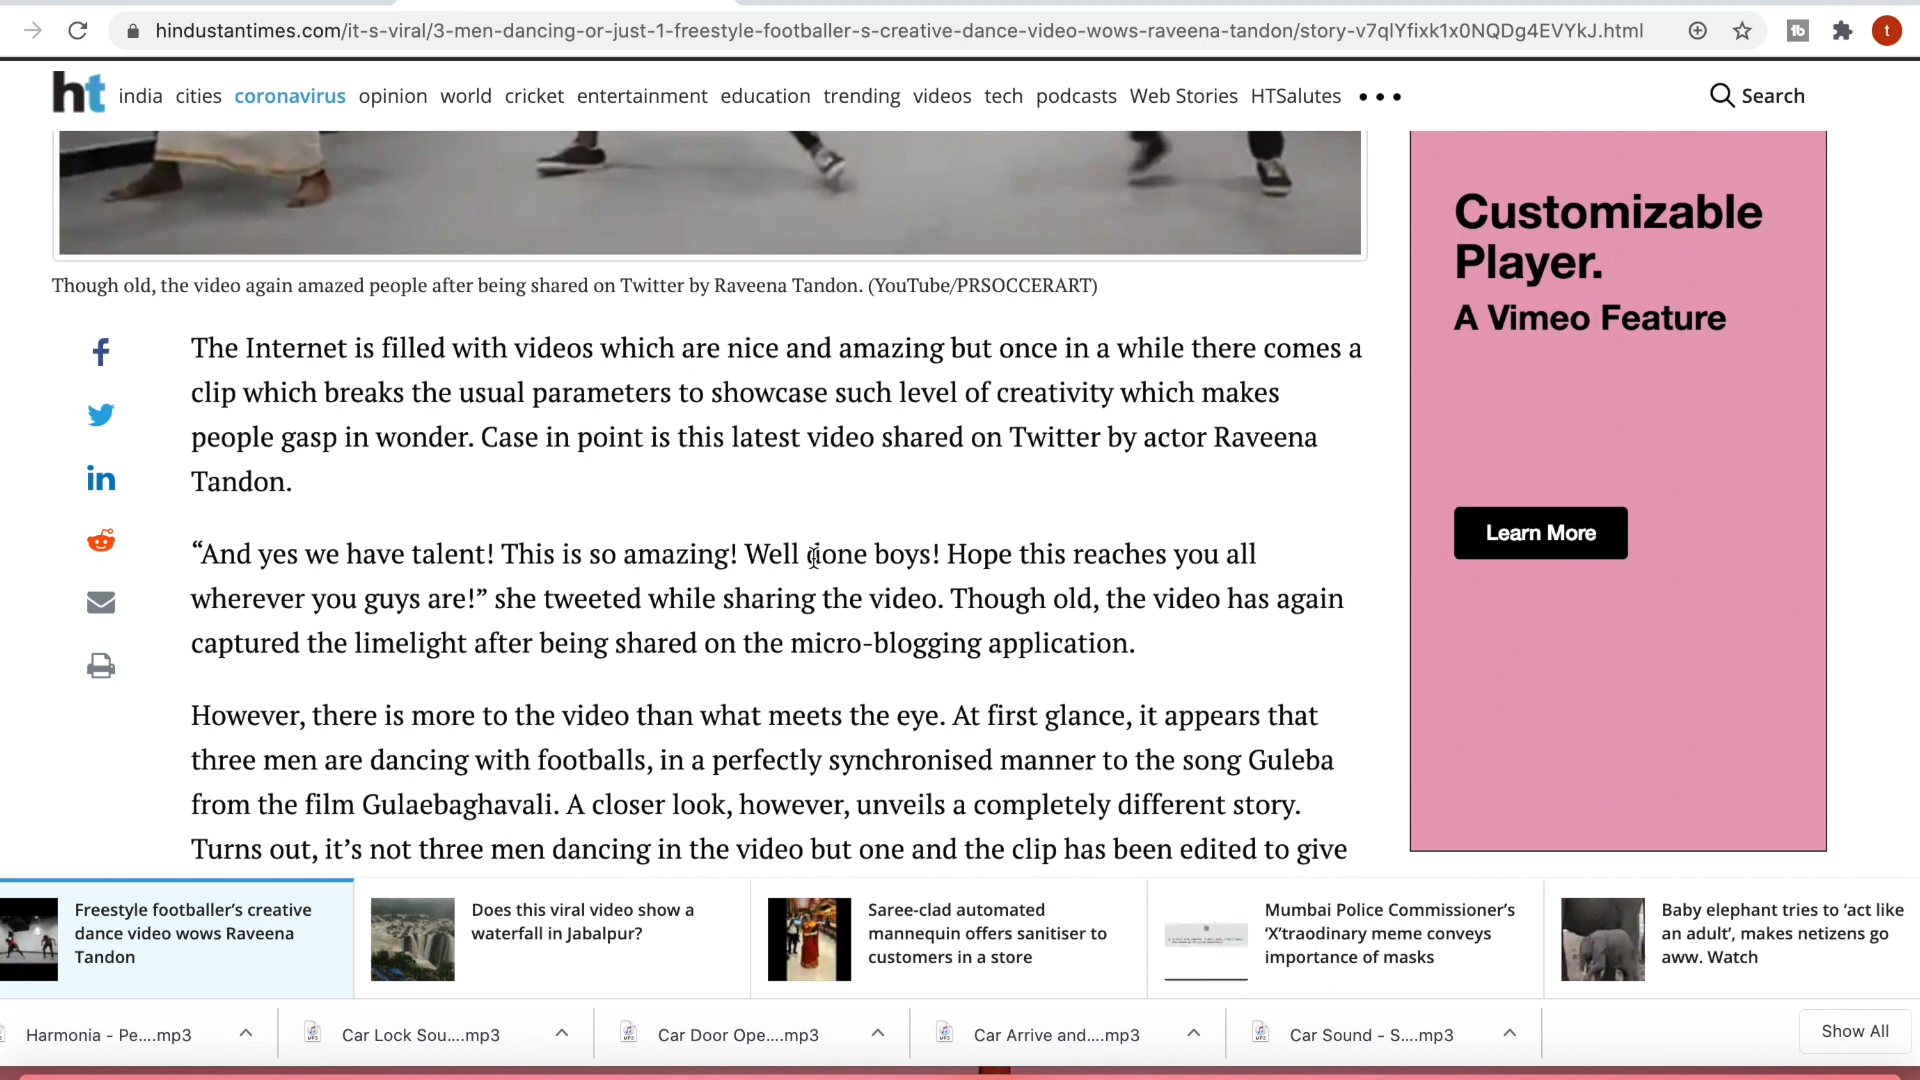 hindustantimes.com/it-s-viral/3-men-dancing-or-just-1-freestyle-footballer-s-creative-dance-video-wows-raveena-tandon/story-v7qlYfixk1x0NQDg4EVYkJ.html
t
ht india cities coronavirus opinion world cricket entertainment education trending videos tech podcasts Web Stories HTSalutes ••• Search
Though old, the video again amazed people after being shared on Twitter by Raveena Tandon. (YouTube/PRSOCCERART)
The Internet is filled with videos which are nice and amazing but once in a while there comes a
clip which breaks the usual parameters to showcase such level of creativity which makes
people gasp in wonder. Case in point is this latest video shared on Twitter by actor Raveena
Tandon.
“And yes we have talent! This is so amazing! Well done boys! Hope this reaches you all
wherever you guys are!” she tweeted while sharing the video. Though old, the video has again
captured the limelight after being shared on the micro-blogging application.
However, there is more to the video than what meets the eye. At first glance, it appears that
three men are dancing with footballs, in a perfectly synchronised manner to the song Guleba
from the film Gulaebaghavali. A closer look, however, unveils a completely different story.
Turns out, it’s not three men dancing in the video but one and the clip has been edited to give
Customizable
Player.
A Vimeo Feature
Learn More
Freestyle footballer’s creative
dance video wows Raveena
Tandon
Does this viral video show a
waterfall in Jabalpur?
Saree-clad automated
mannequin offers sanitiser to
customers in a store
Mumbai Police Commissioner’s
‘X’traodinary meme conveys
importance of masks
Baby elephant tries to ‘act like
an adult’, makes netizens go
aww. Watch
Harmonia - Pe....mp3
Car Lock Sou....mp3
Car Door Ope....mp3
Car Arrive and....mp3
Car Sound - S....mp3
Show All